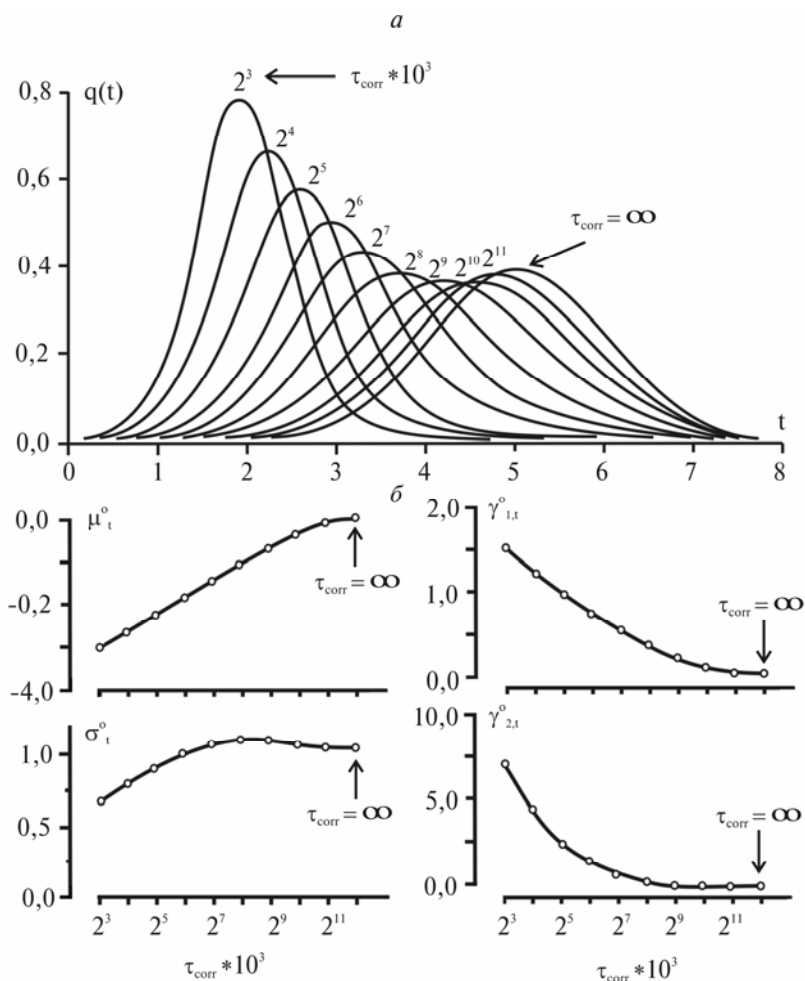 а
q(t)
0,8
0,6
0,4
0,2
0,0
2³
τcorr *10³
2⁴
2⁵
2⁶
2⁷
2⁸
2⁹
2¹⁰
2¹¹
τcorr = ∞
t
0 1 2 3 4 5 6 7 8
б
μ°t
0,0
-0,2
-4,0
τcorr = ∞
γ°1,t
2,0
1,0
0,0
τcorr = ∞
σ°t
1,0
0,5
0,0
τcorr = ∞
2³ 2⁵ 2⁷ 2⁹ 2¹¹
τcorr *10³
γ°2,t
10,0
5,0
0,0
τcorr = ∞
2³ 2⁵ 2⁷ 2⁹ 2¹¹
τcorr *10³